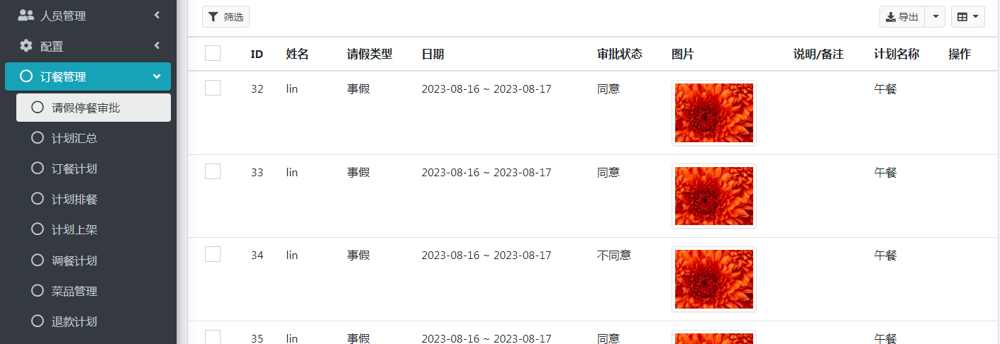 人员管理
配置
订餐管理
请假停餐审批
计划汇总
订餐计划
计划排餐
计划上架
调餐计划
菜品管理
退款计划
筛选
导出
ID 姓名 请假类型 日期 审批状态 图片 说明/备注 计划名称 操作
32 lin 事假 2023-08-16 ~ 2023-08-17 同意 午餐
33 lin 事假 2023-08-16 ~ 2023-08-17 同意 午餐
34 lin 事假 2023-08-16 ~ 2023-08-17 不同意 午餐
35 lin 事假 2023-08-16 ~ 2023-08-17 同意 午餐